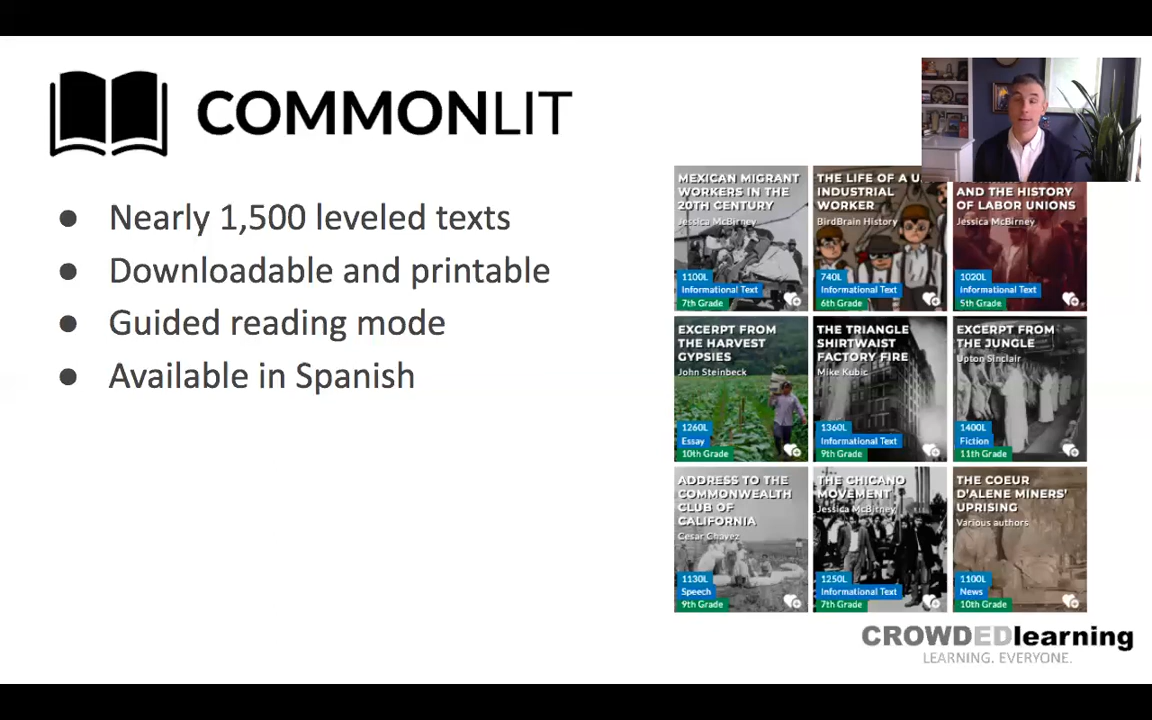 COMMONLIT
● Nearly 1,500 leveled texts
● Downloadable and printable
● Guided reading mode
● Available in Spanish
MEXICAN MIGRANT
WORKERS IN THE
20TH CENTURY
Jessica McBirney
1100L
Informational Text
7th Grade
THE LIFE OF A U
INDUSTRIAL
WORKER
BirdBrain History
740L
Informational Text
6th Grade
AND THE HISTORY
OF LABOR UNIONS
Jessica McBirney
1020L
Informational Text
5th Grade
EXCERPT FROM
THE HARVEST
GYPSIES
John Steinbeck
1260L
Essay
10th Grade
THE TRIANGLE
SHIRTWAIST
FACTORY FIRE
Mike Kubic
1360L
Informational Text
9th Grade
EXCERPT FROM
THE JUNGLE
Upton Sinclair
1400L
Fiction
11th Grade
ADDRESS TO THE
COMMONWEALTH
CLUB OF
CALIFORNIA
Cesar Chavez
1130L
Speech
9th Grade
THE CHICANO
MOVEMENT
Jessica McBirney
1250L
Informational Text
7th Grade
THE COEUR
D'ALENE MINERS'
UPRISING
Various authors
1100L
News
10th Grade
CROWDEDlearning
LEARNING. EVERYONE.